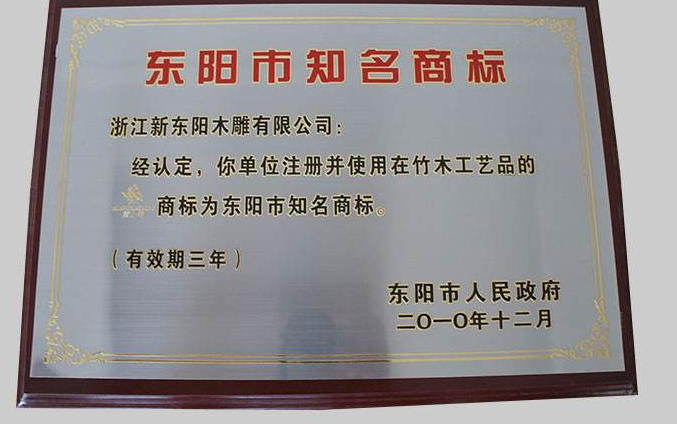 东阳市知名商标
浙江新东阳木雕有限公司：
经认定，你单位注册并使用在竹木工艺品的
商标为东阳市知名商标。
（有效期三年）
东阳市人民政府
二〇一〇年十二月